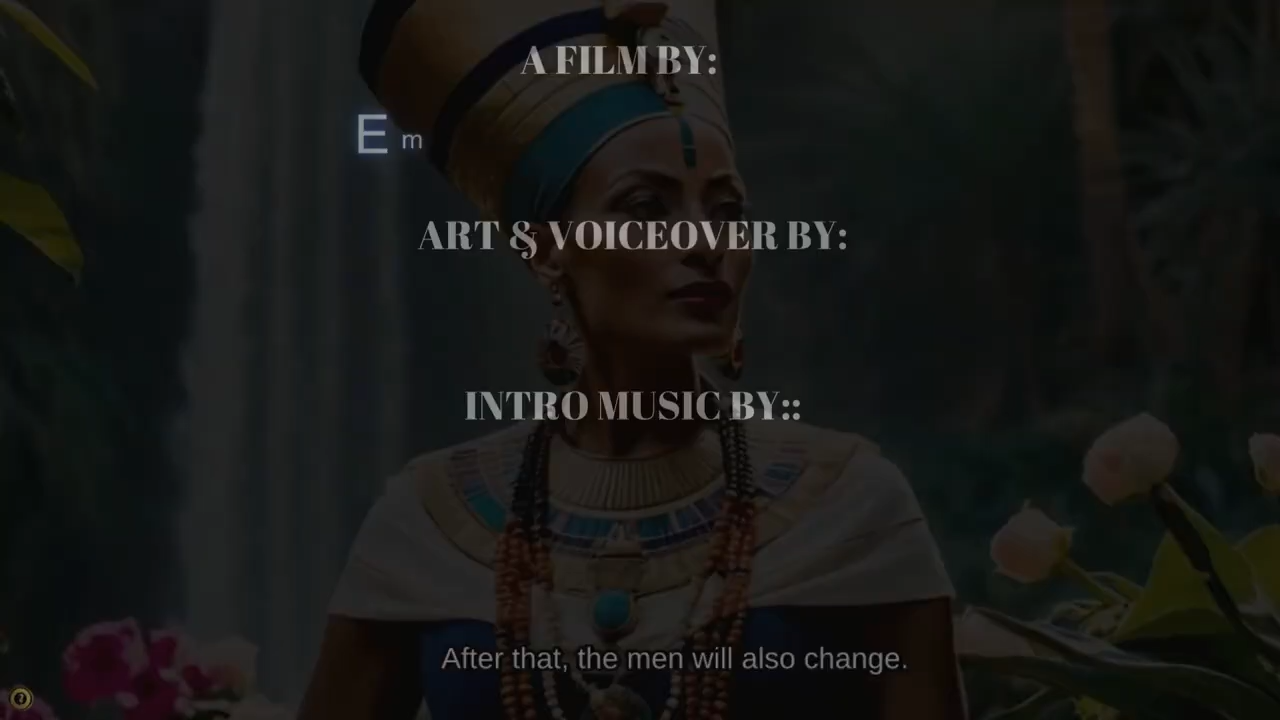 A FILM BY:
E m
ART & VOICEOVER BY:
INTRO MUSIC BY::
After that, the men will also change.